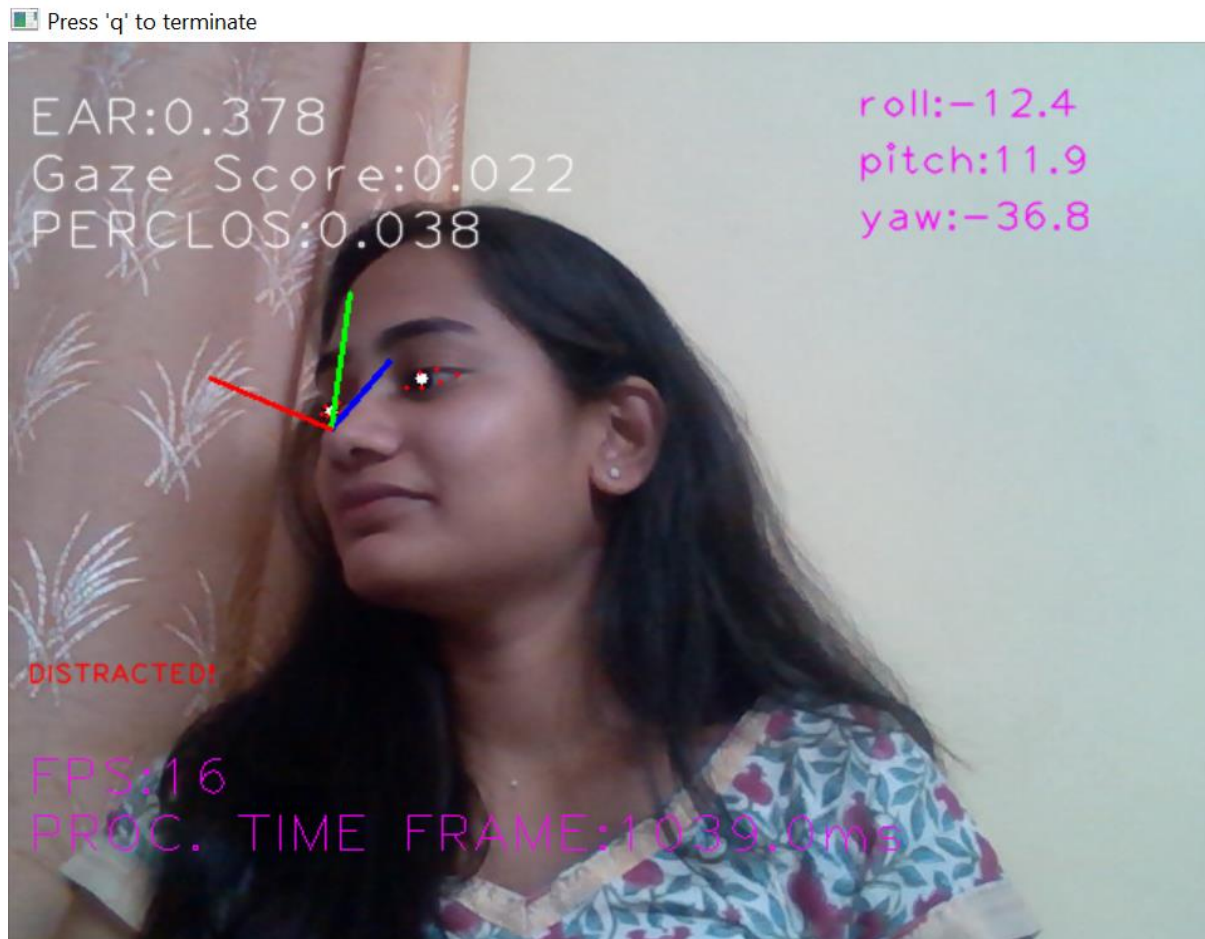 Press 'q' to terminate
EAR:0.378
Gaze Score:0.022
PERCLOS:0.038
roll:-12.4
pitch:11.9
yaw:-36.8
DISTRACTED!
FPS:16
PROC. TIME FRAME:1039.0ms